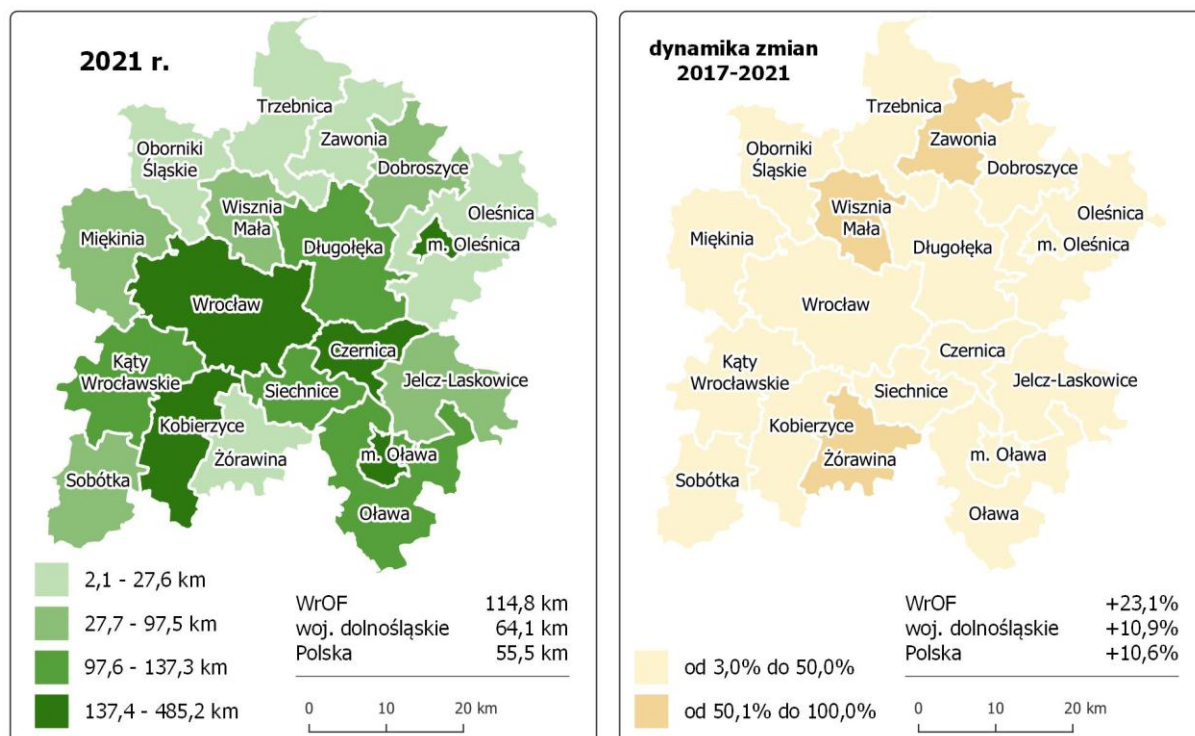 2021 r.
Trzebnica
Zawonia
Oborniki
Śląskie
Dobroszyce
Wisznia
Mała
Oleśnica
Miękinia
Długołęka
m. Oleśnica
Wrocław
Czernica
Kąty
Wrocławskie
Siechnice
Jelcz-Laskowice
Kobierzyce
Żórawina
m. Oława
Sobótka
Oława
2,1 - 27,6 km
27,7 - 97,5 km
97,6 - 137,3 km
137,4 - 485,2 km
WrOF 114,8 km
woj. dolnośląskie 64,1 km
Polska 55,5 km
0 10 20 km
dynamika zmian
2017-2021
Trzebnica
Zawonia
Oborniki
Śląskie
Dobroszyce
Wisznia
Mała
Oleśnica
Miękinia
Długołęka
m. Oleśnica
Wrocław
Czernica
Kąty
Wrocławskie
Siechnice
Jelcz-Laskowice
Kobierzyce
Żórawina
m. Oława
Sobótka
Oława
od 3,0% do 50,0%
od 50,1% do 100,0%
WrOF +23,1%
woj. dolnośląskie +10,9%
Polska +10,6%
0 10 20 km